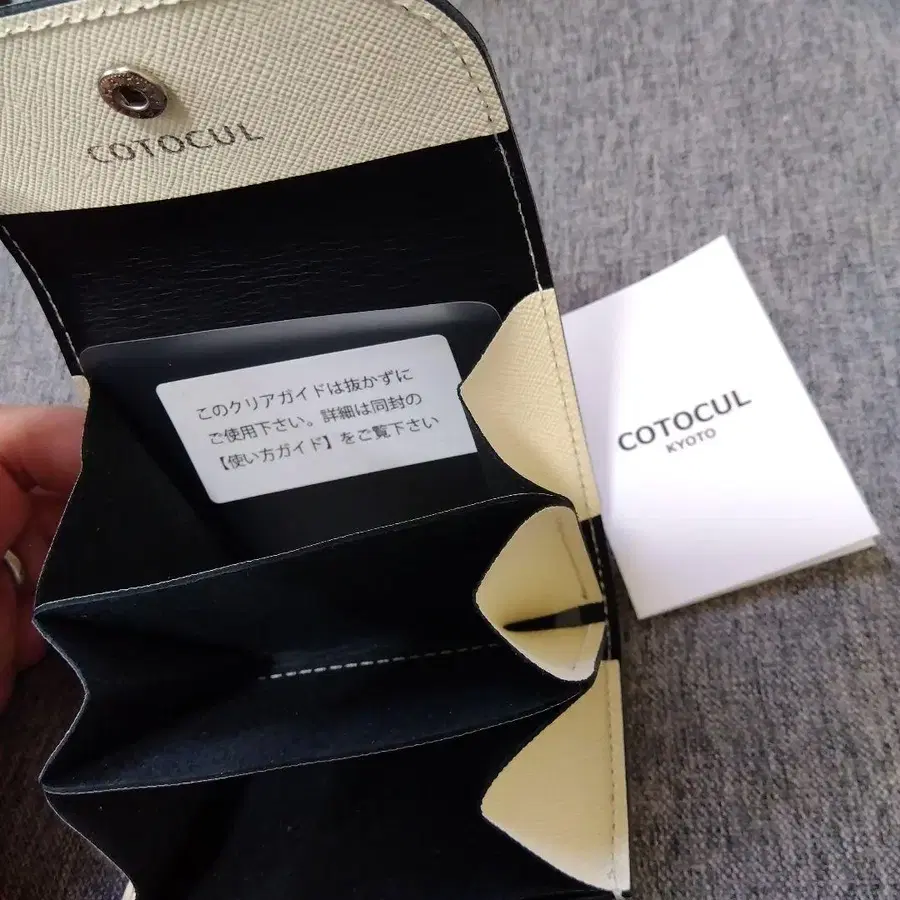 COTOCUL
このクリアガイドは抜かずに
ご使用下さい。詳細は同封の
【使い方ガイド】をご覧下さい
COTOCUL
KYOTO